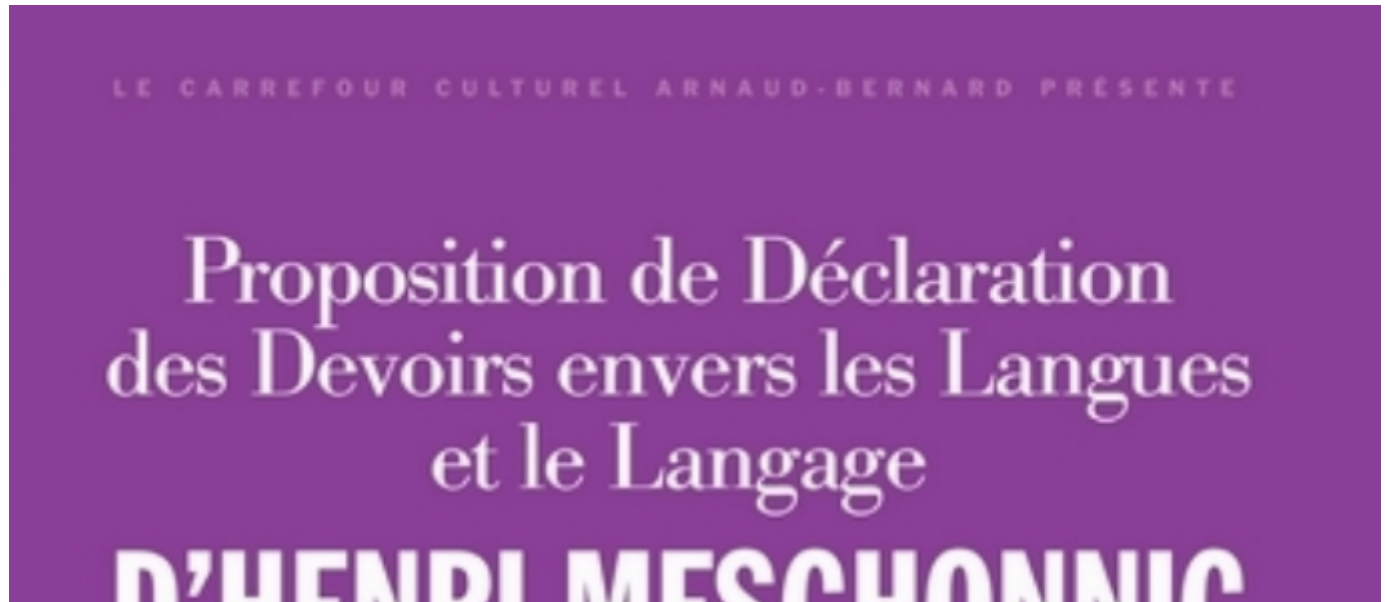 LE CARREFOUR CULTUREL ARNAUD-BERNARD PRÉSENTE
Proposition de Déclaration
des Devoirs envers les Langues
et le Langage
D'HENRI MESCHONNIC